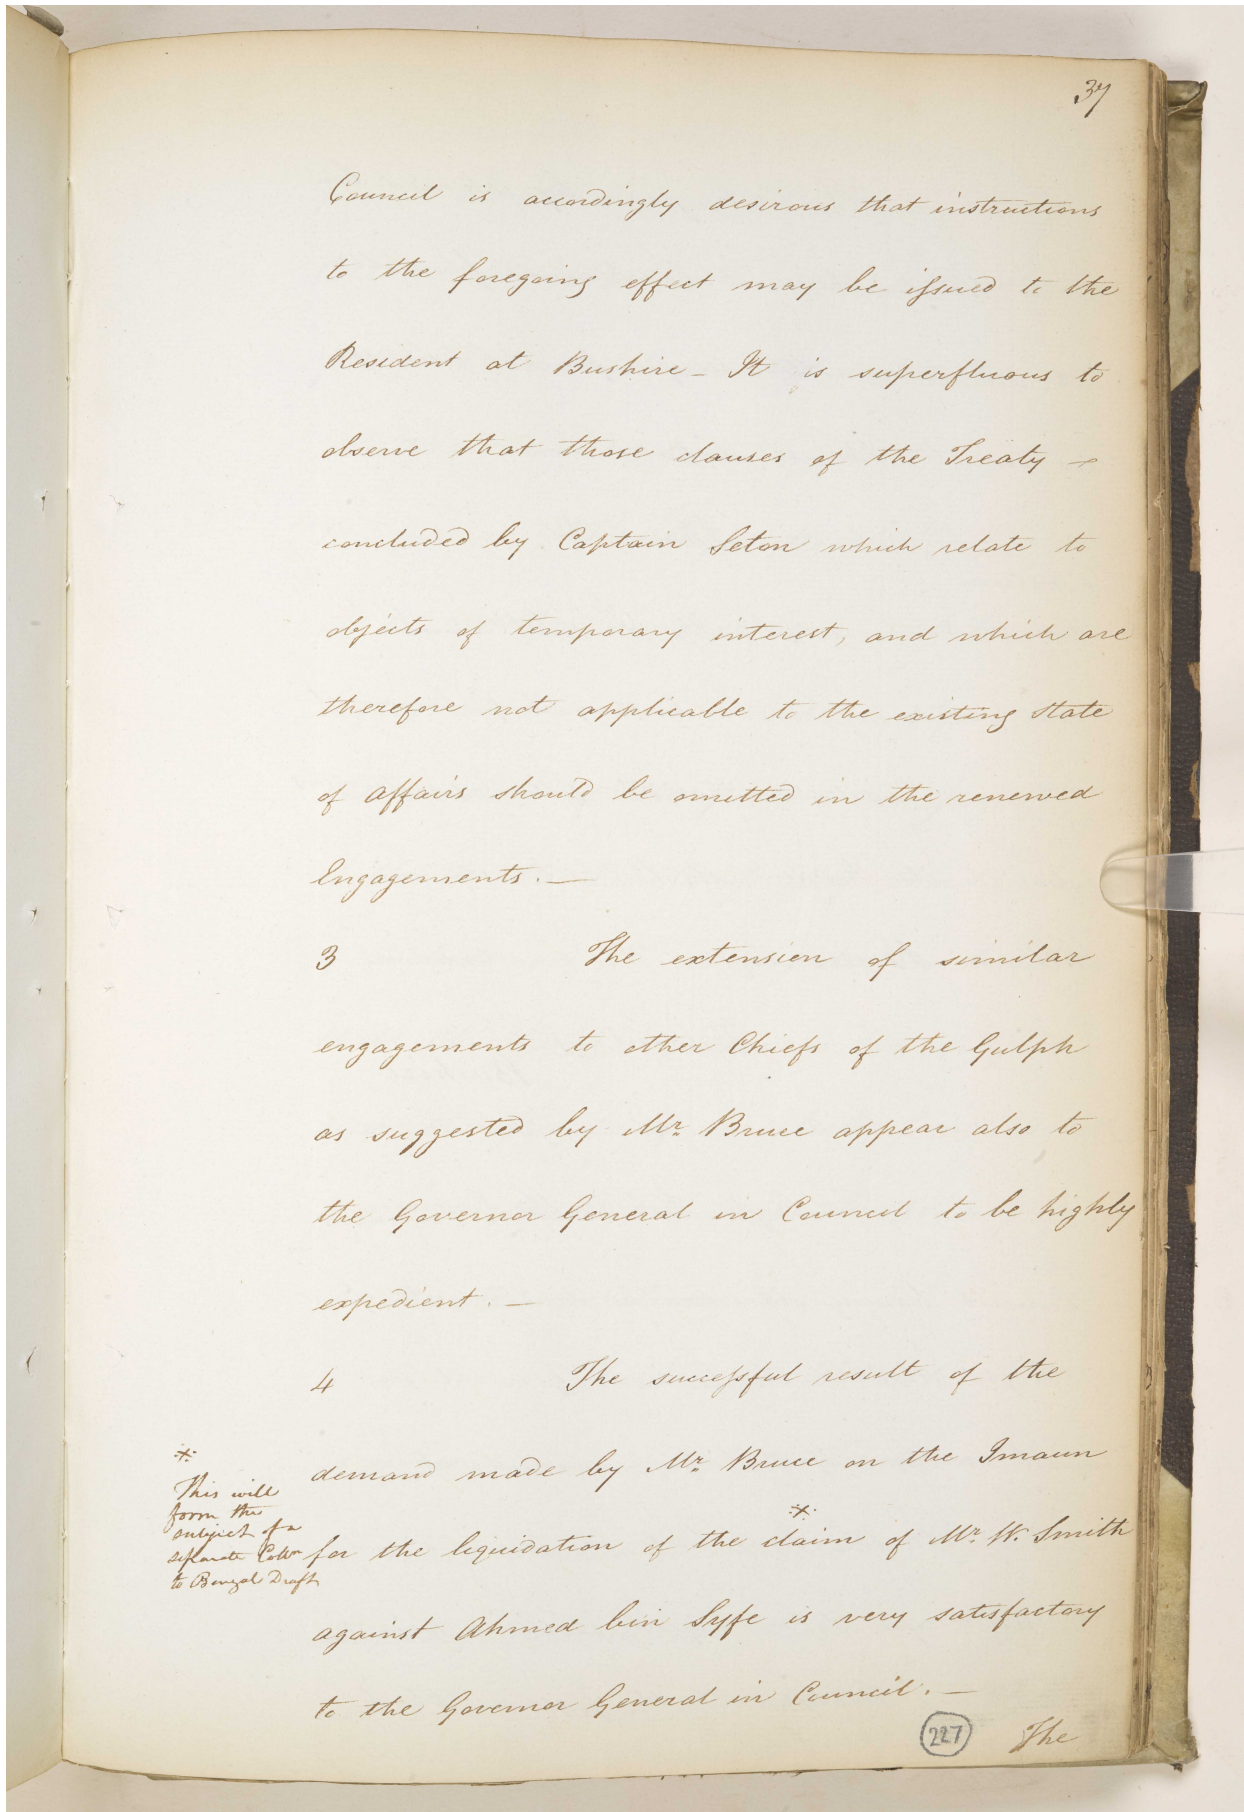 37
Council is accordingly desirous that instructions
to the foregoing effect may be issued to the
Resident at Bushire - It is superfluous to
observe that those clauses of the Treaty -
concluded by Captain Seton which relate to
objects of temporary interest, and which are
therefore not applicable to the existing state
of affairs should be omitted in the renewed
Engagements. -
3 The extension of similar
engagements to other Chiefs of the Gulph
as suggested by Mr. Bruce appear also to
the Governor General in Council to be highly
expedient. -
4 The successful result of the
demand made by Mr. Bruce on the Imaun
for the liquidation of the claim * of Mr. W. Smith
against Ahmed bin Syfe is very satisfactory
to the Governor General in Council. -
The
*
This will
form the
subject of a
separate Colln
to Bengal Draft
227